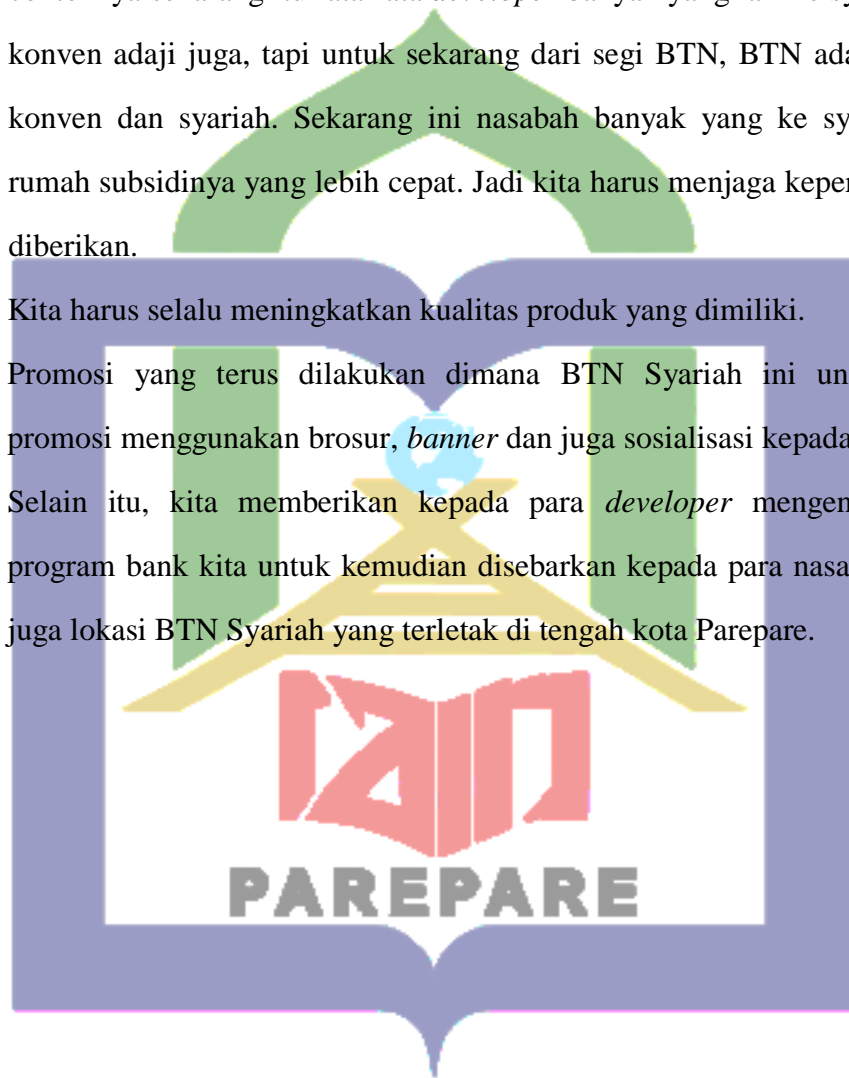 konven adaji juga, tapi untuk sekarang dari segi BTN, BTN ada
konven dan syariah. Sekarang ini nasabah banyak yang ke sy
rumah subsidinya yang lebih cepat. Jadi kita harus menjaga keper
diberikan.
Kita harus selalu meningkatkan kualitas produk yang dimiliki.
Promosi yang terus dilakukan dimana BTN Syariah ini un
promosi menggunakan brosur, banner dan juga sosialisasi kepada
Selain itu, kita memberikan kepada para developer mengen
program bank kita untuk kemudian disebarkan kepada para nasa
juga lokasi BTN Syariah yang terletak di tengah kota Parepare.
iain
PAREPARE